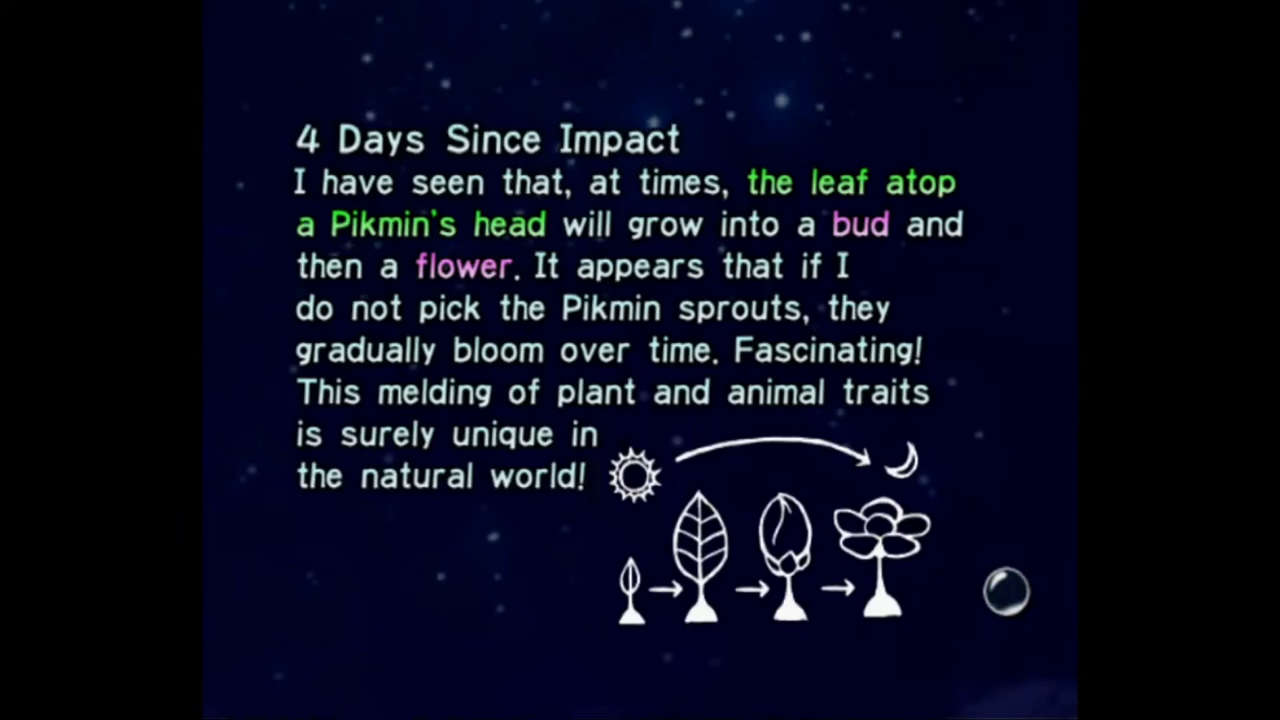 4 Days Since Impact
I have seen that, at times, the leaf atop
a Pikmin's head will grow into a bud and
then a flower. It appears that if I
do not pick the Pikmin sprouts, they
gradually bloom over time. Fascinating!
This melding of plant and animal traits
is surely unique in
the natural world!